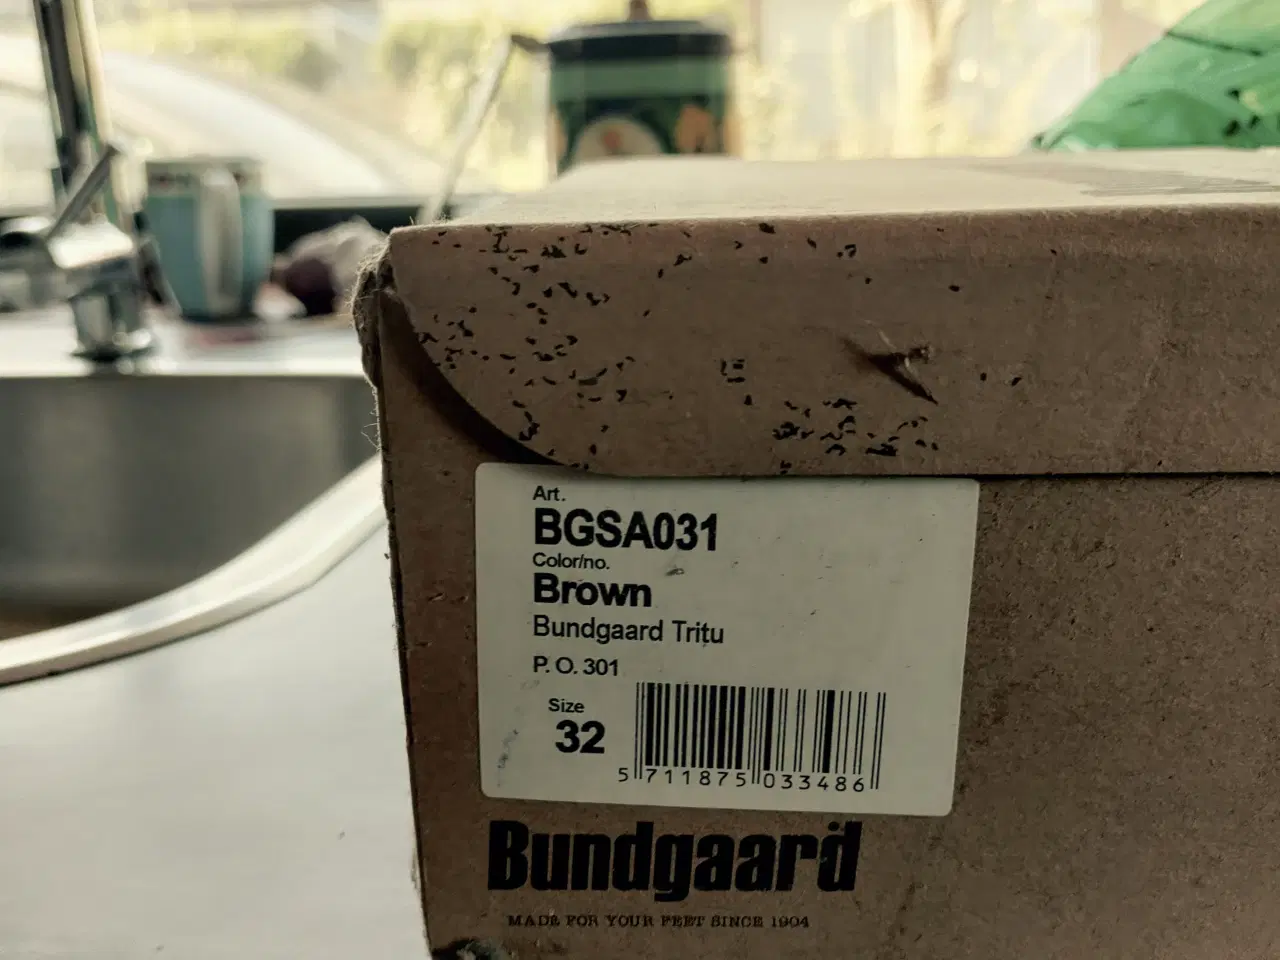 Art.
BGSA031
Color/no.
Brown
Bundgaard Tritu
P. O. 301
Size
32
5 711875 033486
Bundgaard
MADE FOR YOUR FEET SINCE 1904